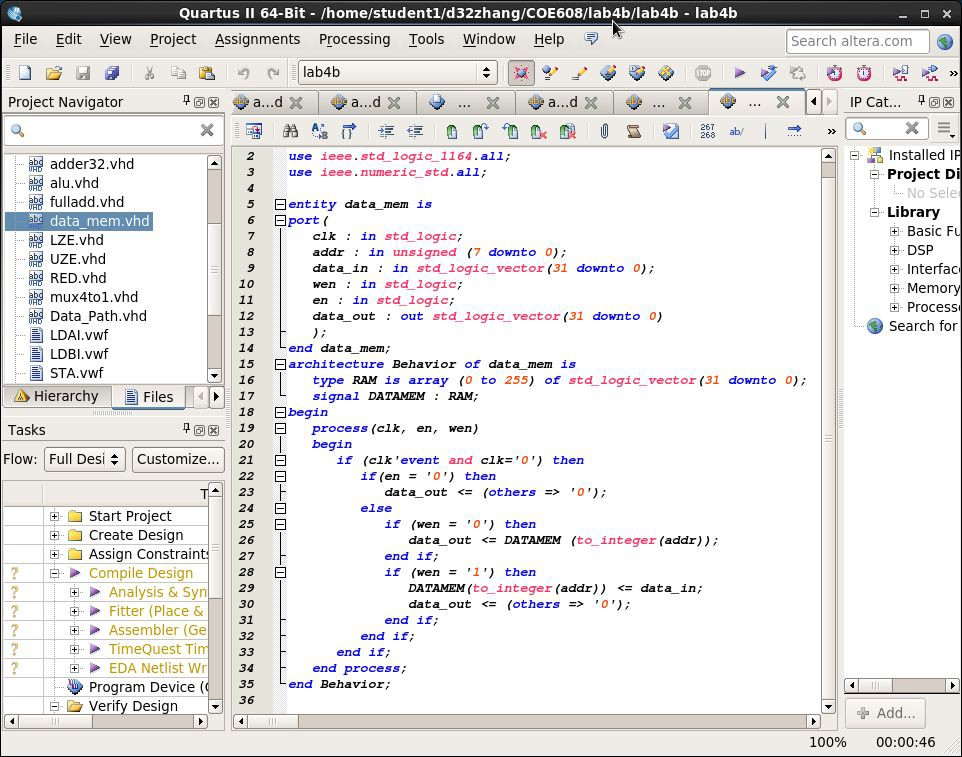 Quartus II 64-Bit - /home/student1/d32zhang/COE608/lab4b/lab4b - lab4b
File Edit View Project Assignments Processing Tools Window Help Search altera.com
lab4b STOP »
Project Navigator
adder32.vhd
alu.vhd
fulladd.vhd
data_mem.vhd
LZE.vhd
UZE.vhd
RED.vhd
mux4to1.vhd
Data_Path.vhd
LDAI.vwf
LDBI.vwf
STA.vwf
Hierarchy Files
Tasks
Flow: Full Desi Customize...
T
Start Project
Create Design
Assign Constraints
? Compile Design
? Analysis & Syn
? Fitter (Place &
? Assembler (Ge
? TimeQuest Tim
? EDA Netlist Wr
Program Device (
Verify Design
a...d a...d ... a...d ... ...
267
268 ab/ »
2 use ieee.std_logic_1164.all;
3 use ieee.numeric_std.all;
4
5 entity data_mem is
6 port(
7 clk : in std_logic;
8 addr : in unsigned (7 downto 0);
9 data_in : in std_logic_vector(31 downto 0);
10 wen : in std_logic;
11 en : in std_logic;
12 data_out : out std_logic_vector(31 downto 0)
13 );
14 end data_mem;
15 architecture Behavior of data_mem is
16 type RAM is array (0 to 255) of std_logic_vector(31 downto 0);
17 signal DATAMEM : RAM;
18 begin
19 process(clk, en, wen)
20 begin
21 if (clk'event and clk='0') then
22 if(en = '0') then
23 data_out <= (others => '0');
24 else
25 if (wen = '0') then
26 data_out <= DATAMEM (to_integer(addr));
27 end if;
28 if (wen = '1') then
29 DATAMEM(to_integer(addr)) <= data_in;
30 data_out <= (others => '0');
31 end if;
32 end if;
33 end if;
34 end process;
35 end Behavior;
36
IP Cat...
Installed IP
Project Di
No Sele
Library
Basic Fu
DSP
Interfac
Memory
Process
Search for
Add...
100% 00:00:46